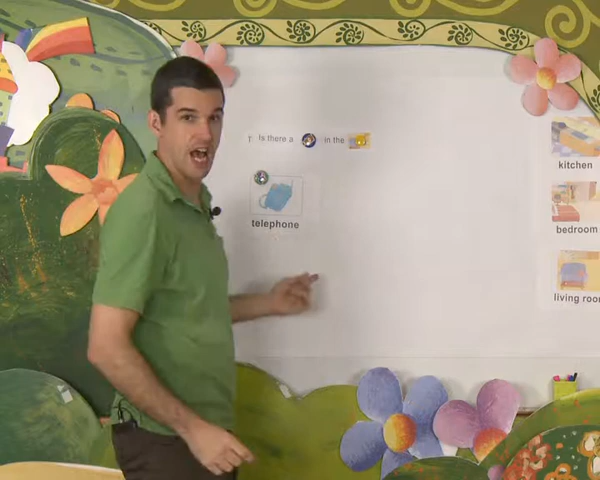 T: Is there a in the
telephone
kitchen
bedroom
living room